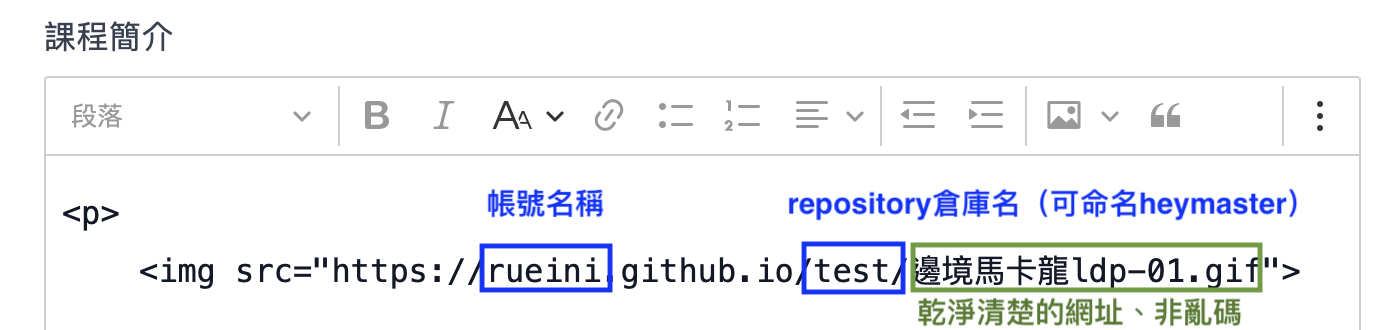 課程簡介
段落 B I AA
帳號名稱 repository倉庫名（可命名heymaster）
<p>
<img src="https://rueini.github.io/test/邊境馬卡龍ldp-01.gif">
乾淨清楚的網址、非亂碼